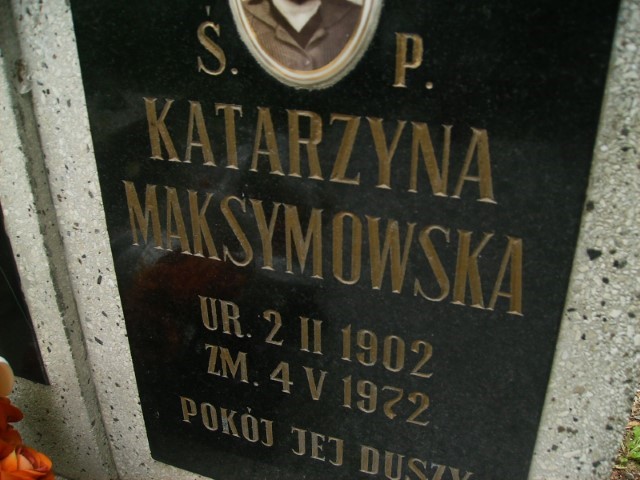 Ś. P.
KATARZYNA
MAKSYMOWSKA
UR. 2 II 1902
ZM. 4 V 1972
POKÓJ JEJ DUSZY